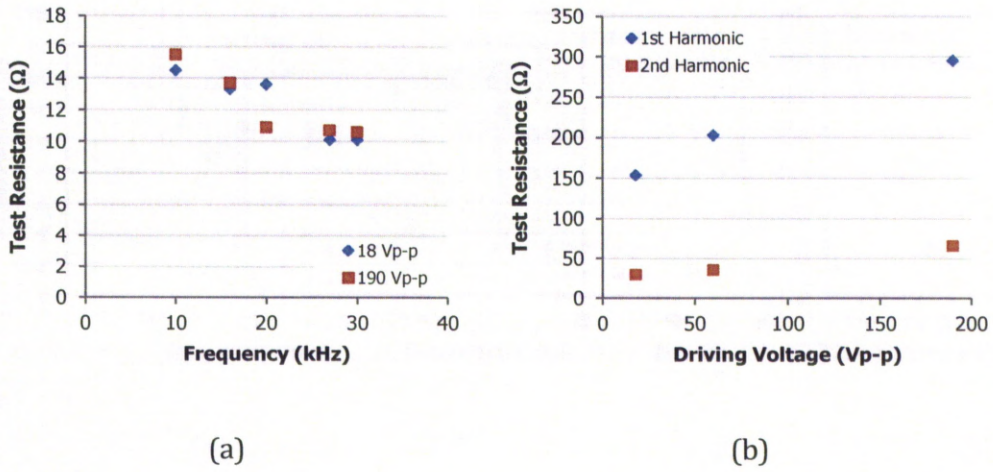 18
16
14
12
10
8
6
4
2
0
Test Resistance (Ω)
18 Vp-p
190 Vp-p
0 10 20 30 40
Frequency (kHz)
(a)
350
300
250
200
150
100
50
0
Test Resistance (Ω)
1st Harmonic
2nd Harmonic
0 50 100 150 200
Driving Voltage (Vp-p)
(b)